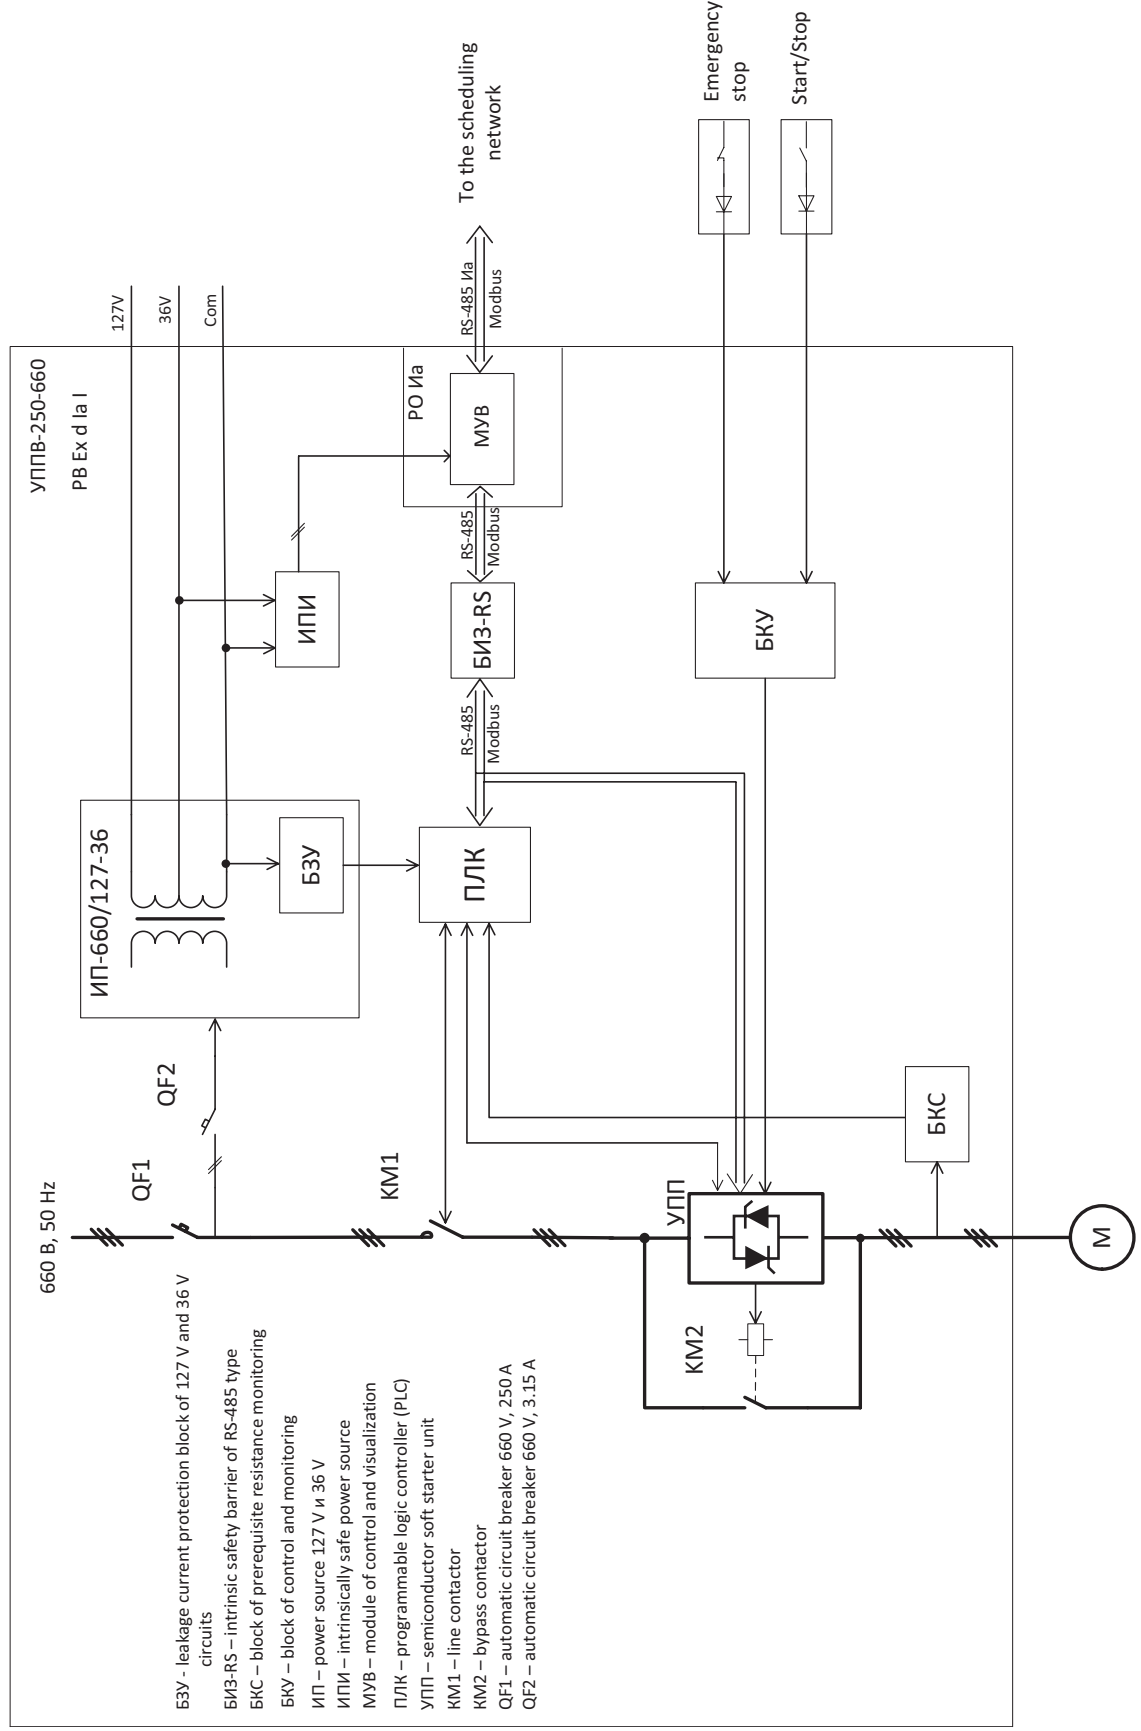 УППВ-250-660
РВ Ex d Ia I
127V
36V
Com
660 В, 50 Hz
QF1
QF2
ИП-660/127-36
БЗУ
ИПИ
РО Иа
МУВ
RS-485 Иа
Modbus
To the scheduling
network
KM1
ПЛК
RS-485
Modbus
БИЗ-RS
RS-485
Modbus
Emergency
stop
Start/Stop
БКУ
УПП
KM2
БКС
М
БЗУ - leakage current protection block of 127 V and 36 V
circuits
БИЗ-RS – intrinsic safety barrier of RS-485 type
БКС – block of prerequisite resistance monitoring
БКУ – block of control and monitoring
ИП – power source 127 V и 36 V
ИПИ – intrinsically safe power source
МУВ – module of control and visualization
ПЛК – programmable logic controller (PLC)
УПП – semiconductor soft starter unit
KM1 – line contactor
KM2 – bypass contactor
QF1 – automatic circuit breaker 660 V, 250 A
QF2 – automatic circuit breaker 660 V, 3.15 A